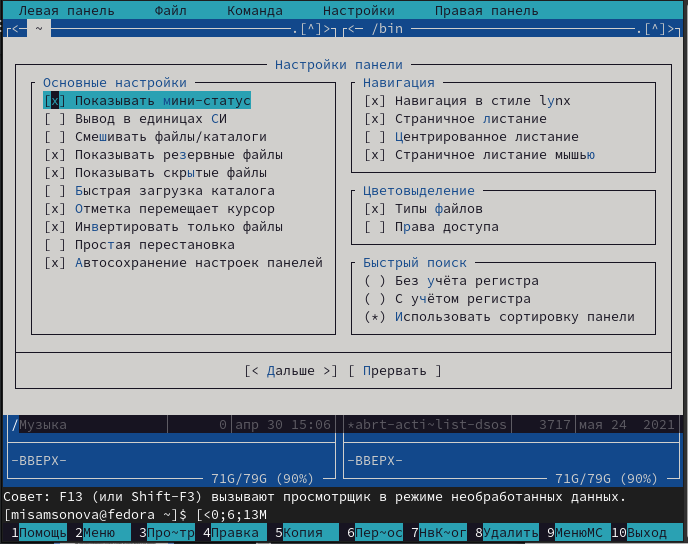 Левая панель Файл Команда Настройки Правая панель
<─ ~ .[^]> <─ /bin .[^]>
Настройки панели
Основные настройки
[x] Показывать мини-статус
[ ] Вывод в единицах СИ
[ ] Смешивать файлы/каталоги
[x] Показывать резервные файлы
[x] Показывать скрытые файлы
[ ] Быстрая загрузка каталога
[x] Отметка перемещает курсор
[x] Инвертировать только файлы
[ ] Простая перестановка
[x] Автосохранение настроек панелей
Навигация
[x] Навигация в стиле lynx
[x] Страничное листание
[ ] Центрированное листание
[x] Страничное листание мышью
Цветовыделение
[x] Типы файлов
[ ] Права доступа
Быстрый поиск
( ) Без учёта регистра
( ) С учётом регистра
(*) Использовать сортировку панели
[< Дальше >] [ Прервать ]
/Музыка 0 апр 30 15:06 *abrt-acti~list-dsos 3717 мая 24 2021
-ВВЕРХ- -ВВЕРХ-
71G/79G (90%) 71G/79G (90%)
Совет: F13 (или Shift-F3) вызывают просмотрщик в режиме необработанных данных.
[misamsonova@fedora ~]$ [<0;6;13M
1Помощь 2Меню 3Про~тр 4Правка 5Копия 6Пер~ос 7НвК~ог 8Удалить 9МенюМС 10Выход